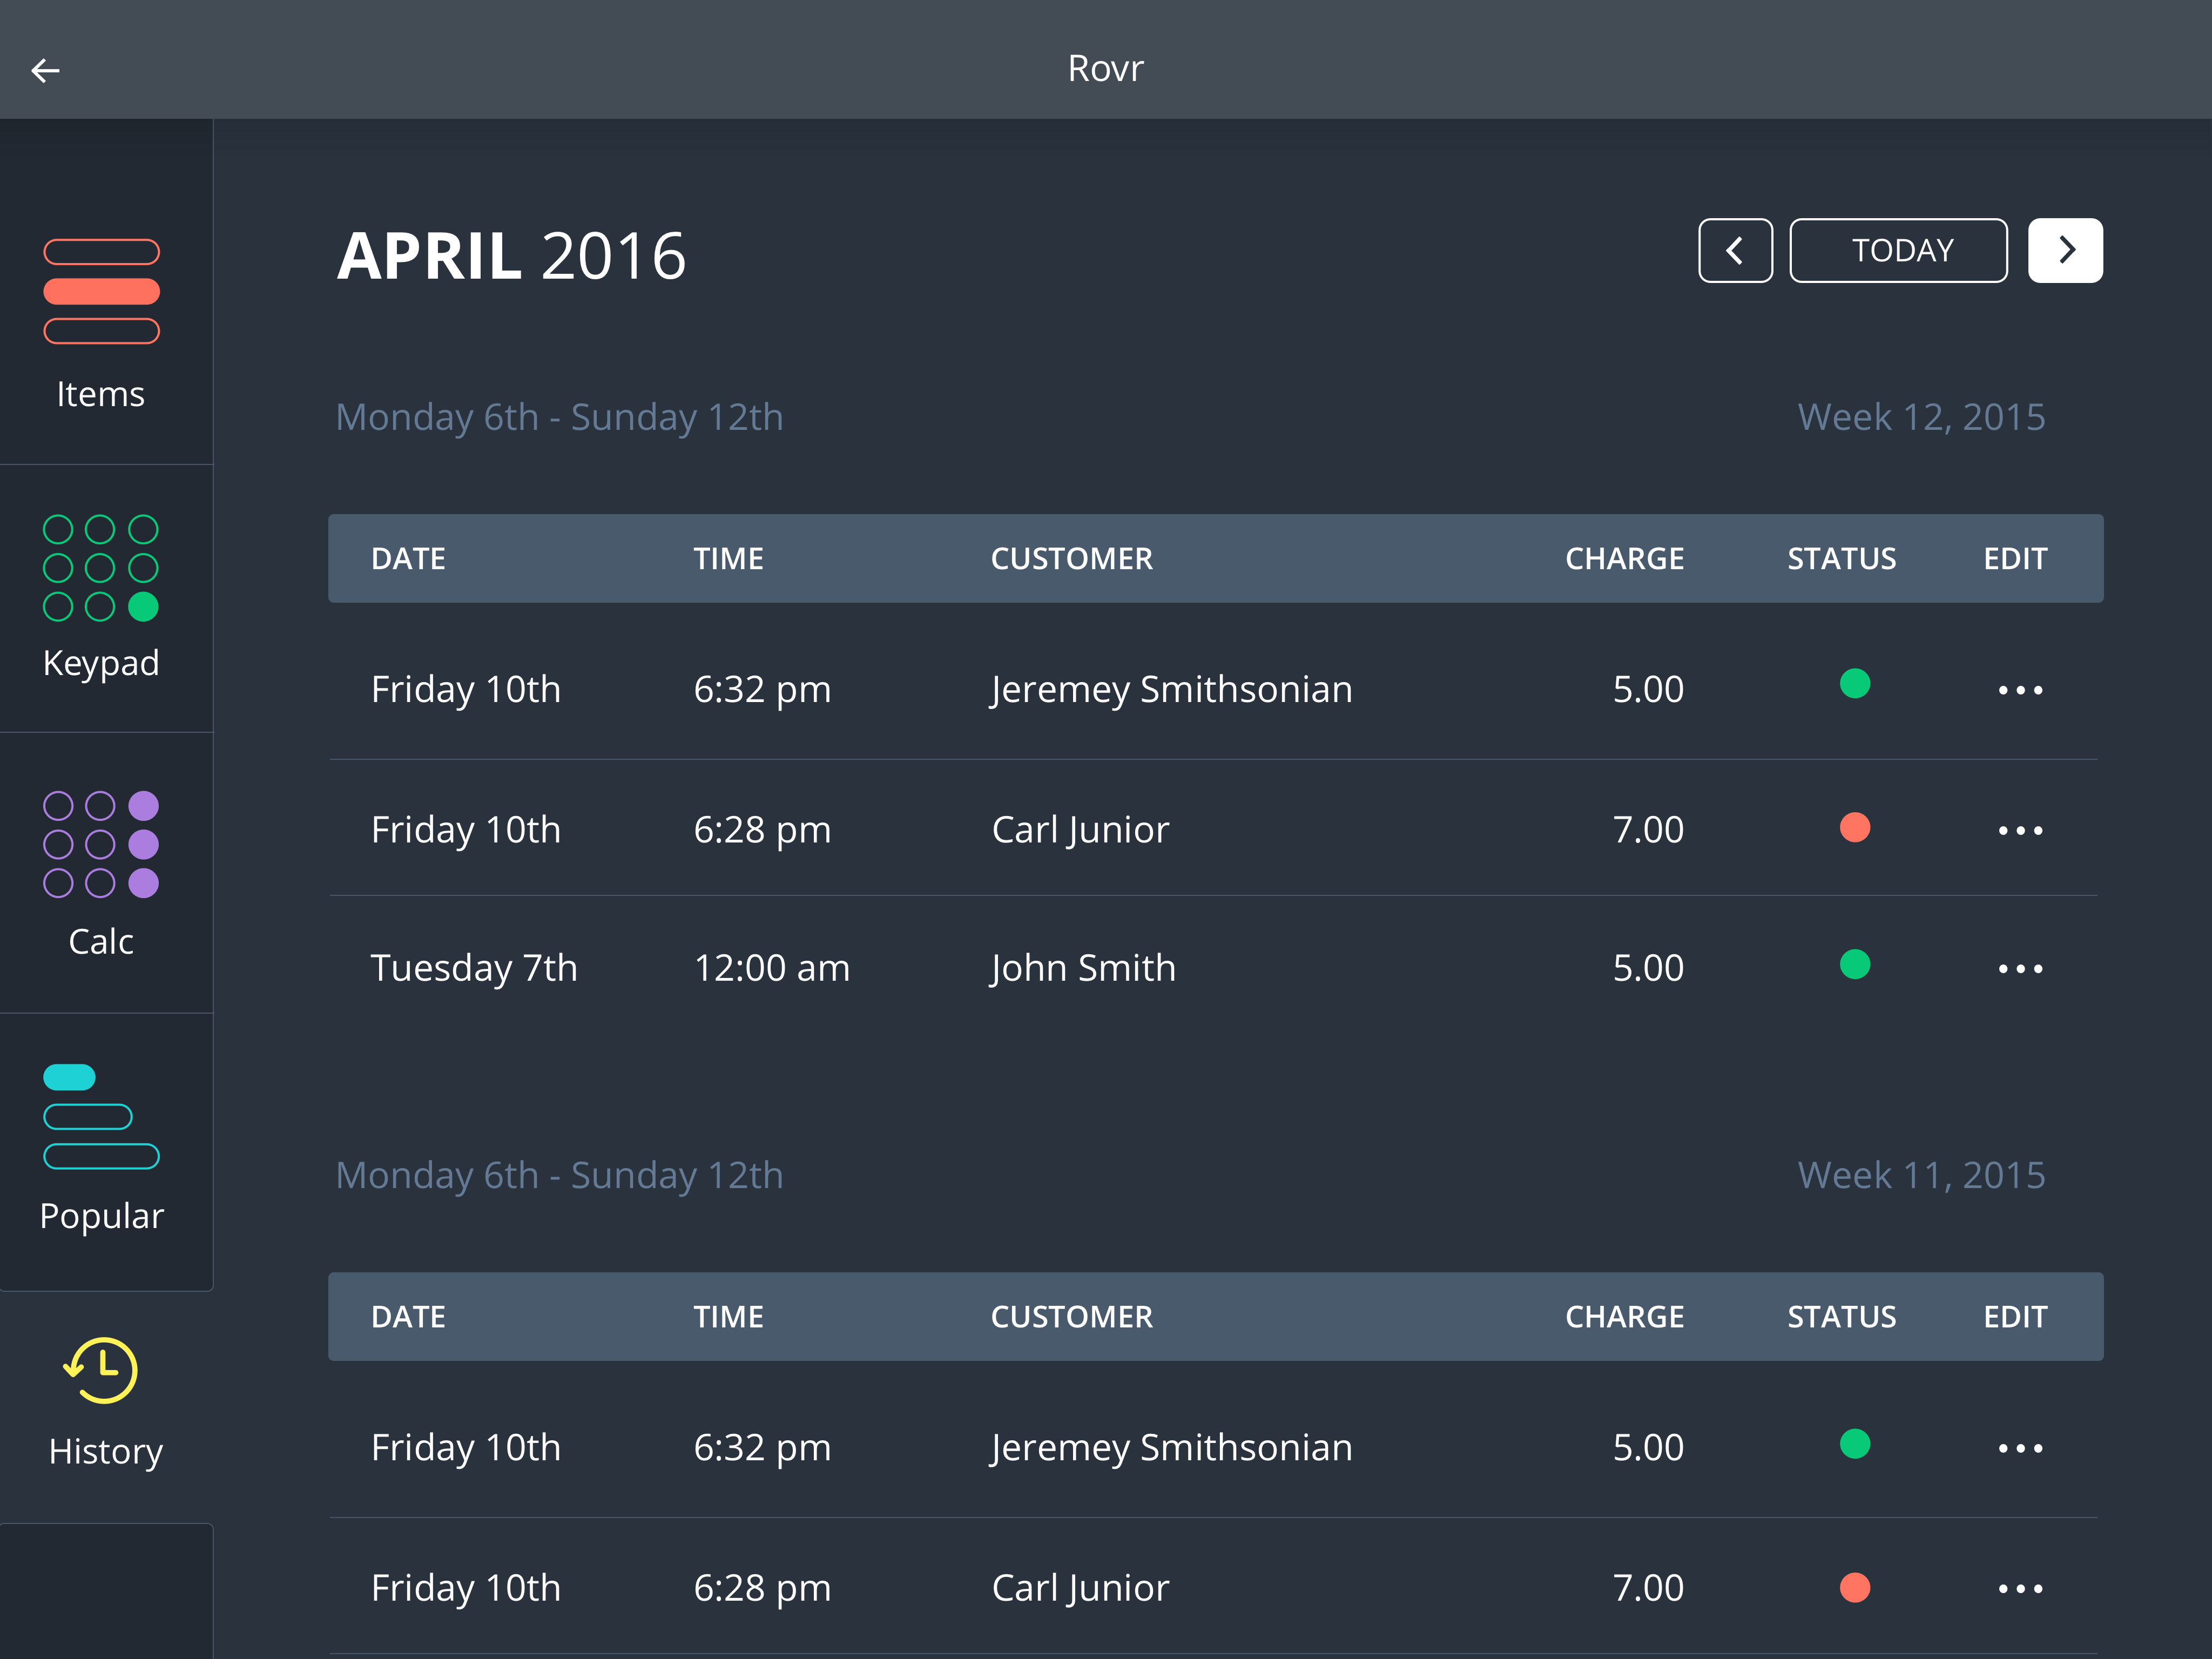 Rovr
Items
Keypad
Calc
Popular
History
APRIL 2016
TODAY
Monday 6th - Sunday 12th Week 12, 2015
DATE TIME CUSTOMER CHARGE STATUS EDIT
Friday 10th 6:32 pm Jeremey Smithsonian 5.00
Friday 10th 6:28 pm Carl Junior 7.00
Tuesday 7th 12:00 am John Smith 5.00
Monday 6th - Sunday 12th Week 11, 2015
DATE TIME CUSTOMER CHARGE STATUS EDIT
Friday 10th 6:32 pm Jeremey Smithsonian 5.00
Friday 10th 6:28 pm Carl Junior 7.00